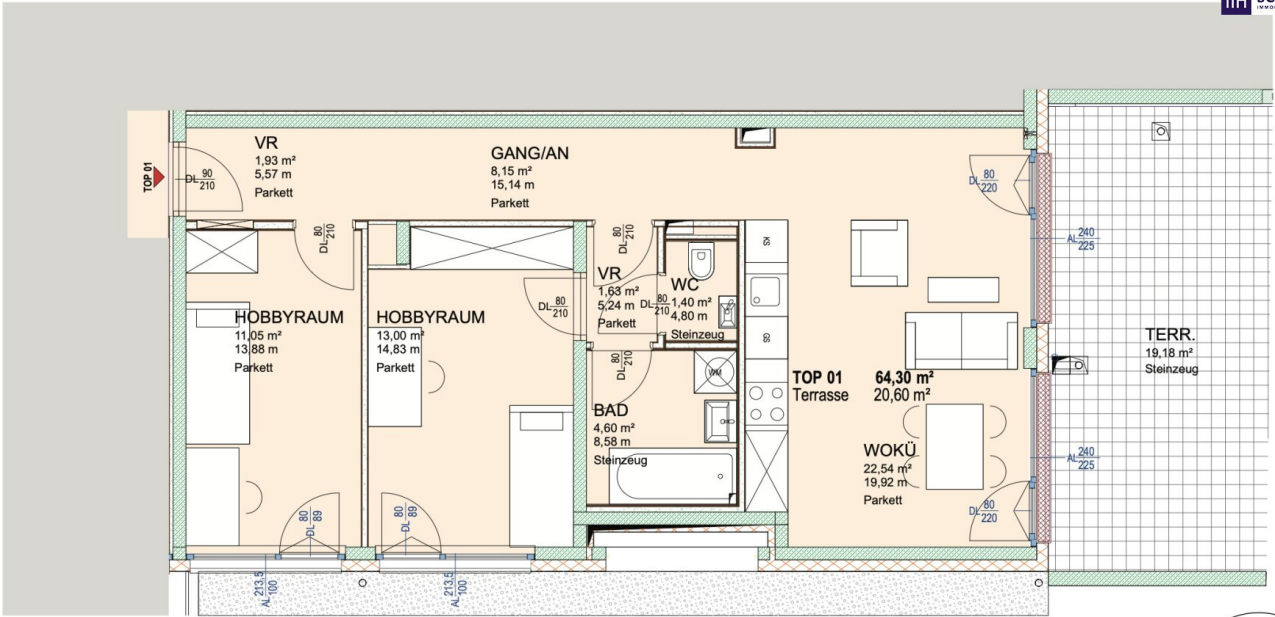 TOP 01
VR
1,93 m²
5,57 m
Parkett
DL 90
210
GANG/AN
8,15 m²
15,14 m
Parkett
DL 80
210
DL 80
220
AL 240
225
HOBBYRAUM
11,05 m²
13,88 m
Parkett
HOBBYRAUM
13,00 m²
14,83 m
Parkett
DL 80
210
DL 80
210
VR
1,63 m²
5,24 m
Parkett
DL 80
210
WC
1,40 m²
4,80 m
Steinzeug
KS
GS
DL 80
210
WM
BAD
4,60 m²
8,58 m
Steinzeug
TOP 01 64,30 m²
Terrasse 20,60 m²
WOKÜ
22,54 m²
19,92 m
Parkett
TERR.
19,18 m²
Steinzeug
AL 240
225
DL 80
220
DL 80
89
DL 80
89
AL 213,5
100
AL 213,5
100